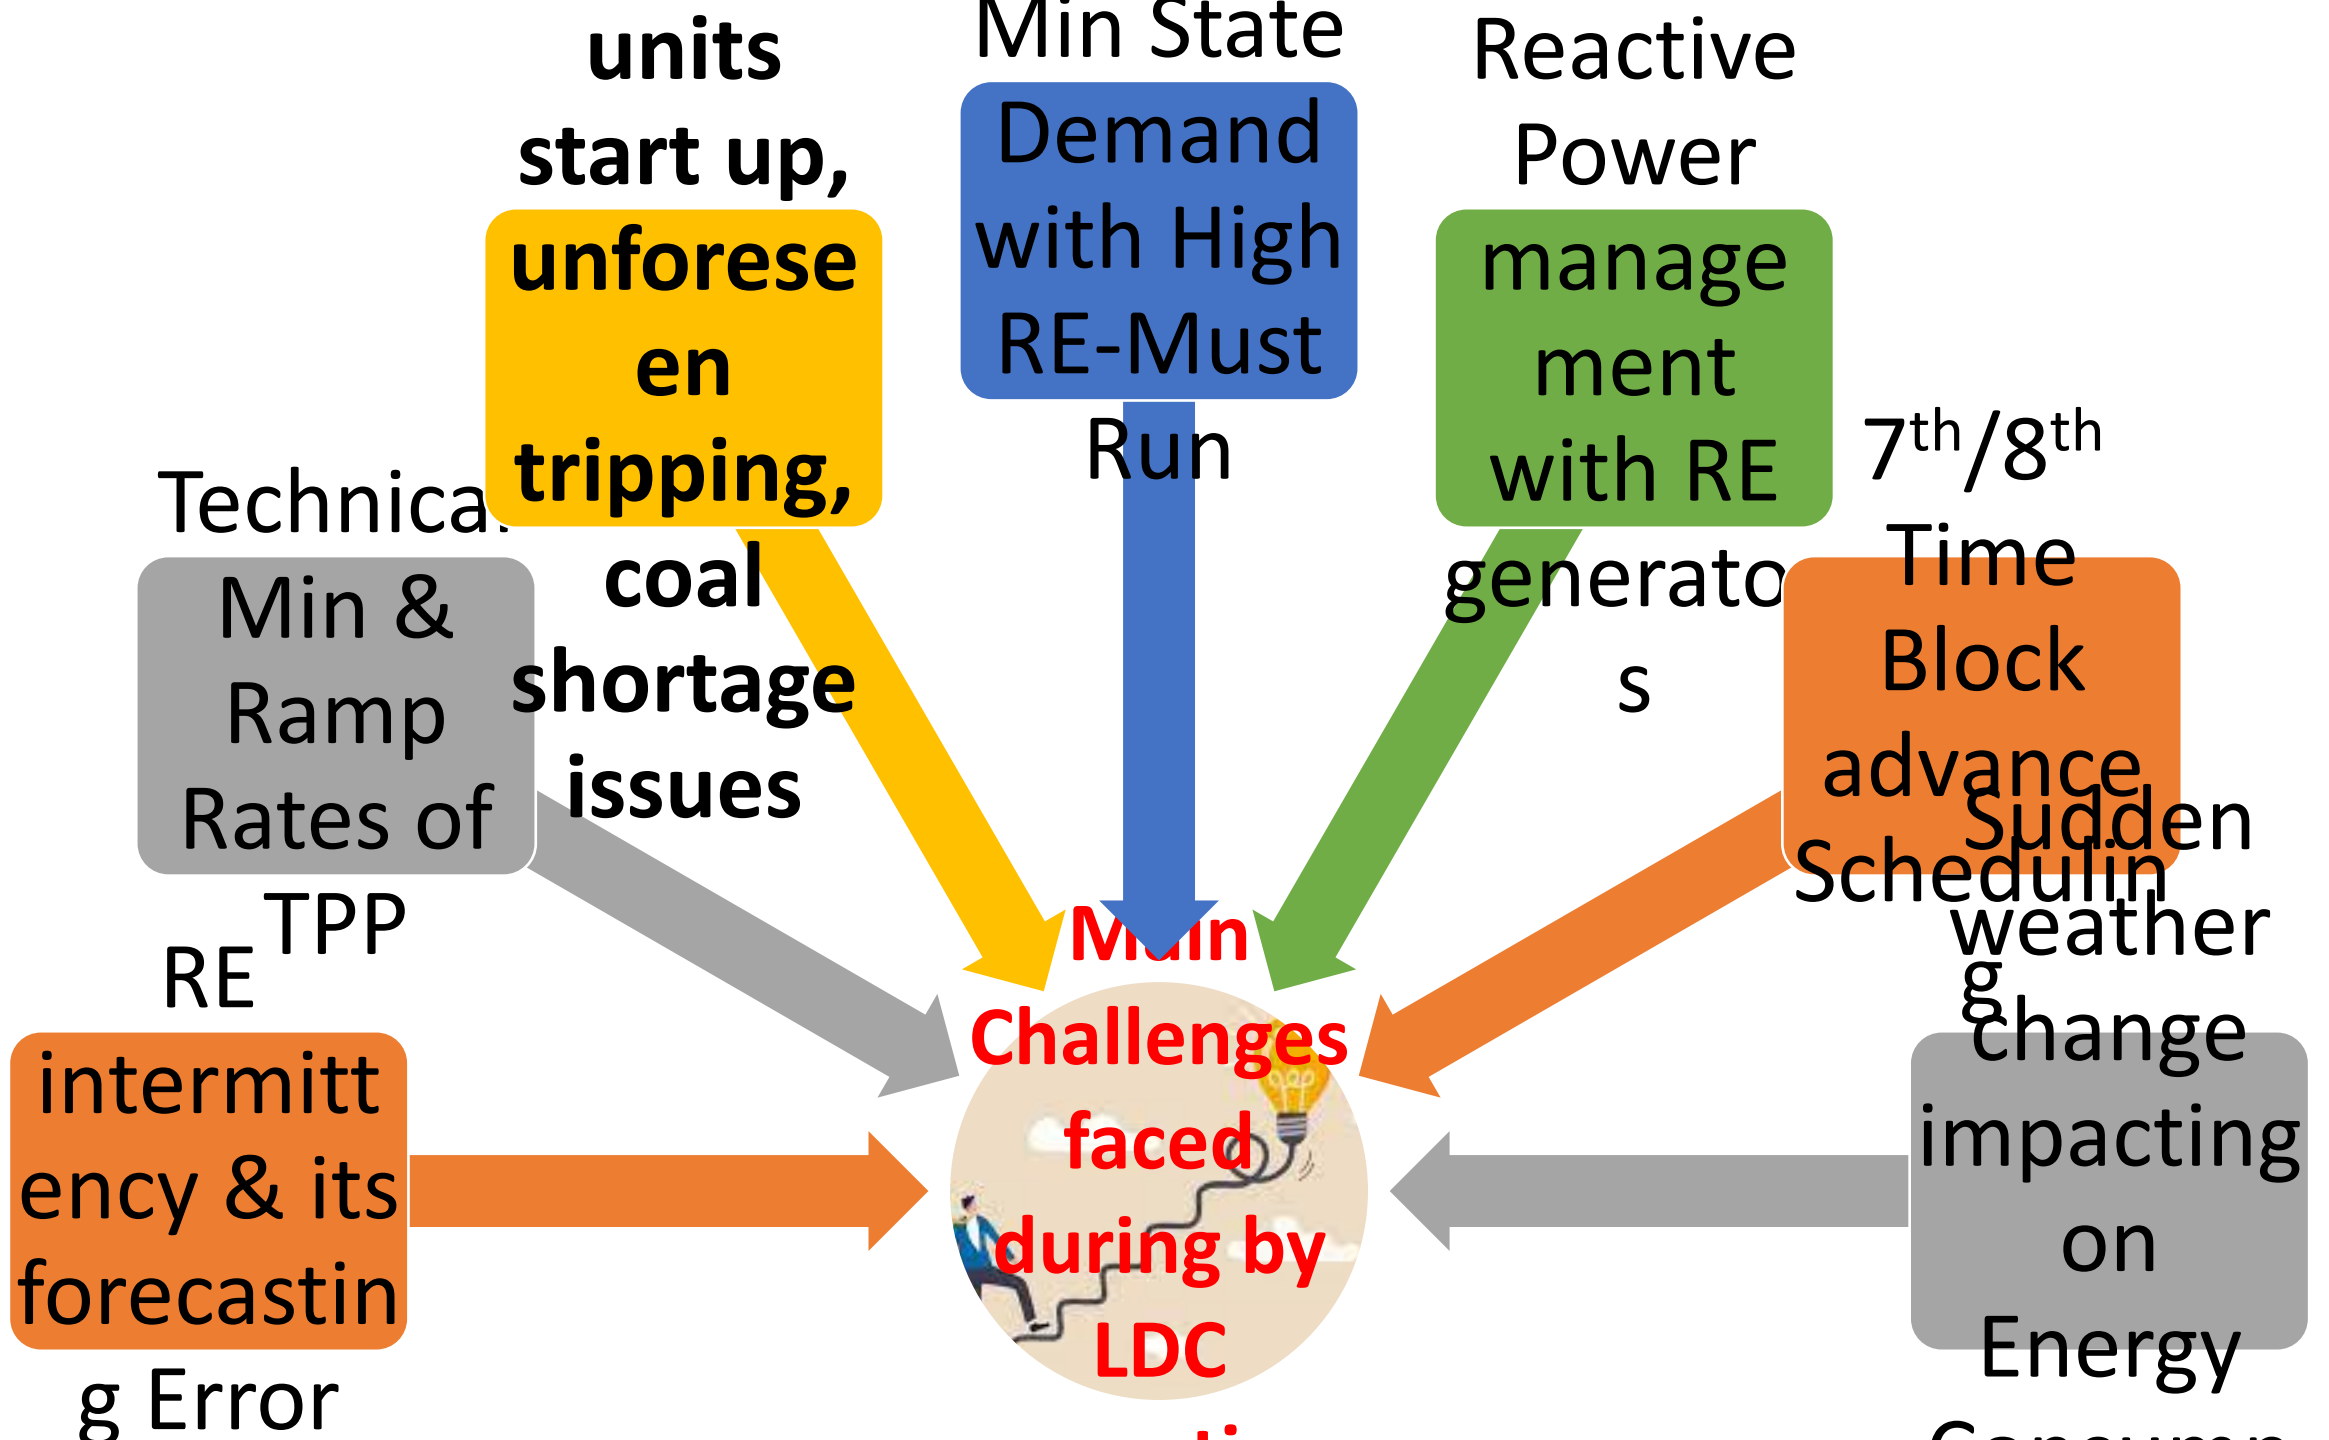 units
start up,
unforese
en
tripping,
coal
shortage
issues
Min State
Demand
with High
RE-Must
Run
Reactive
Power
manage
ment
with RE
generato
s
7th/8th
Time
Block
advance
Schedulin
g
Technical
Min &
Ramp
Rates of
TPP
Sudden
weather
change
impacting
on
Energy
RE
intermitt
ency & its
forecastin
g Error
Main
Challenges
faced
during by
LDC